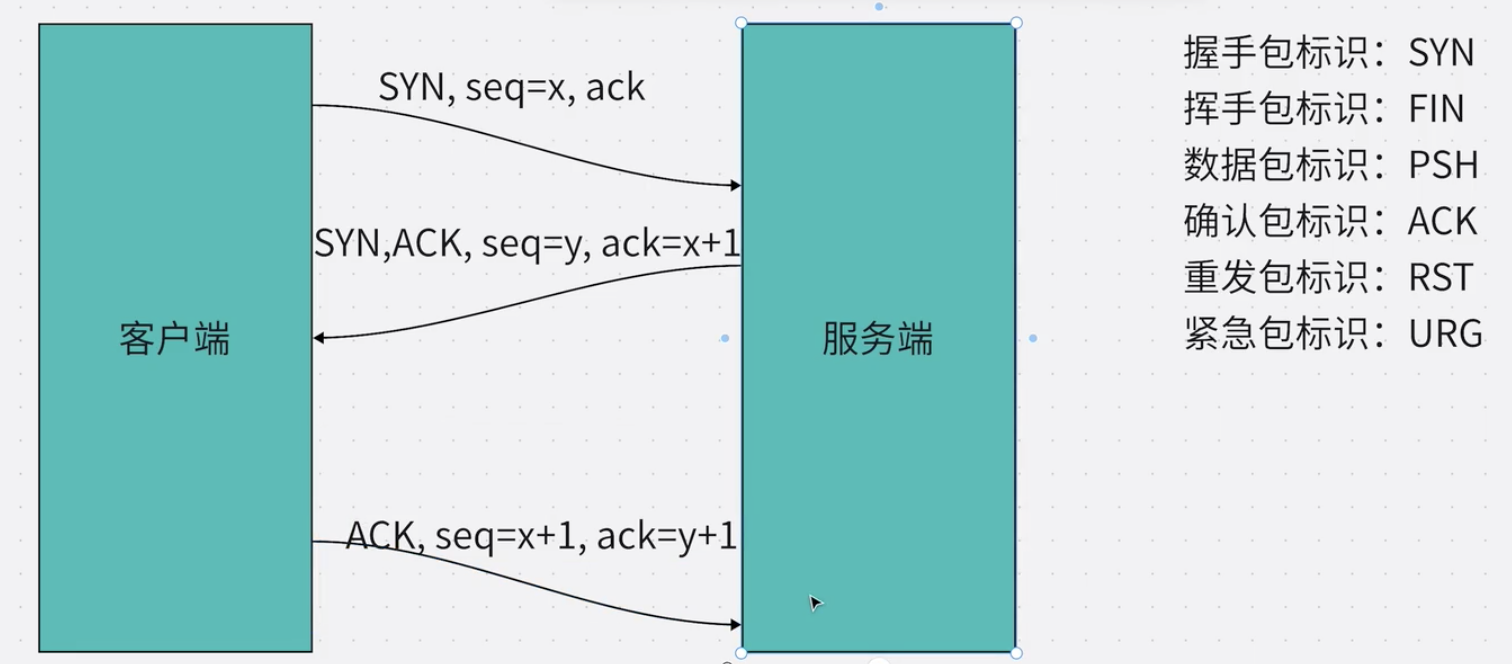 SYN, seq=x, ack
SYN,ACK, seq=y, ack=x+1
客户端
服务端
ACK, seq=x+1, ack=y+1
握手包标识：SYN
挥手包标识：FIN
数据包标识：PSH
确认包标识：ACK
重发包标识：RST
紧急包标识：URG